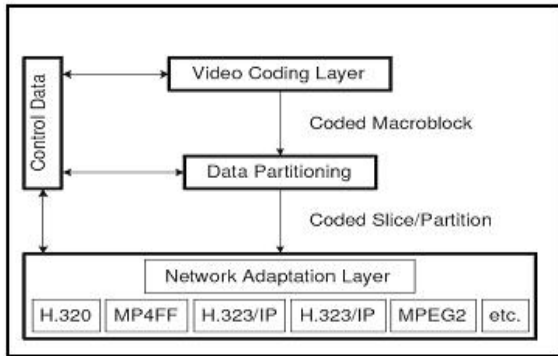 Control Data
Video Coding Layer
Coded Macroblock
Data Partitioning
Coded Slice/Partition
Network Adaptation Layer
H.320 MP4FF H.323/IP H.323/IP MPEG2 etc.